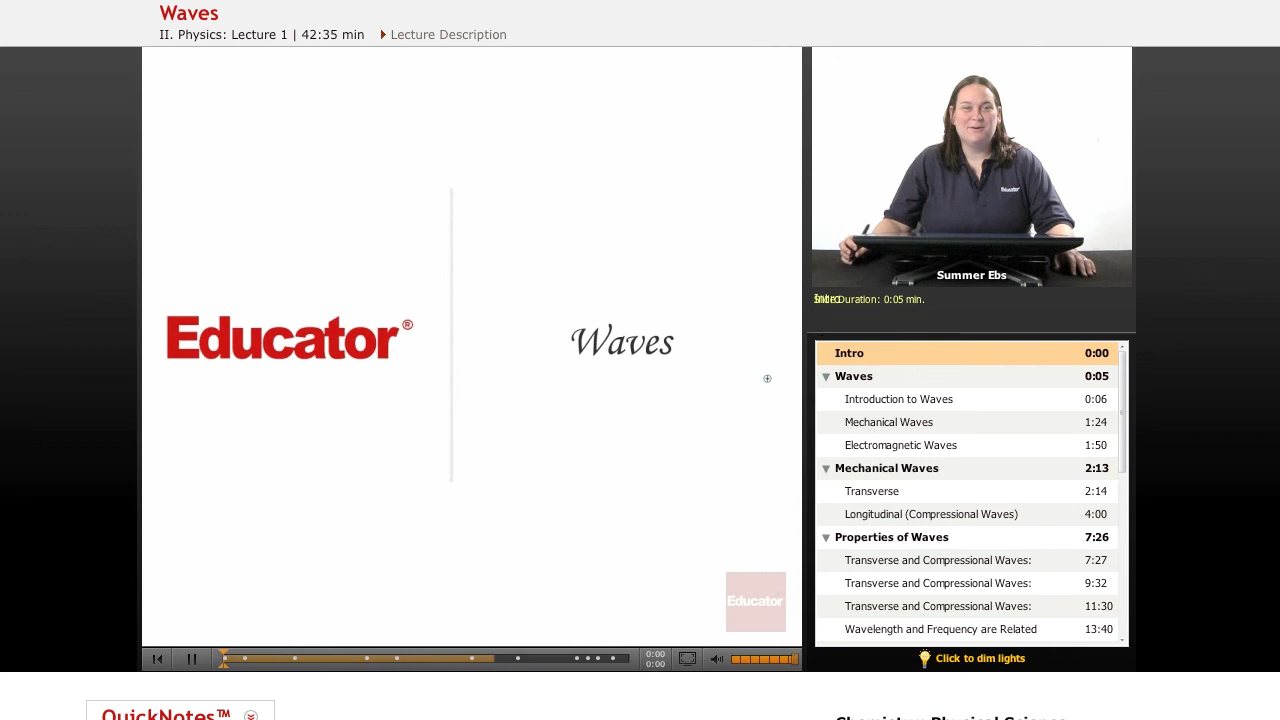 Waves
II. Physics: Lecture 1 | 42:35 min
Lecture Description
Educator®
Waves
Educator
Educator
Summer Ebs
Duration: 0:05 min.
Intro 0:00
Waves 0:05
Introduction to Waves 0:06
Mechanical Waves 1:24
Electromagnetic Waves 1:50
Mechanical Waves 2:13
Transverse 2:14
Longitudinal (Compressional Waves) 4:00
Properties of Waves 7:26
Transverse and Compressional Waves: 7:27
Transverse and Compressional Waves: 9:32
Transverse and Compressional Waves: 11:30
Wavelength and Frequency are Related 13:40
0:00
0:00
Click to dim lights
QuickNotes™
Chemistry: Physical Science